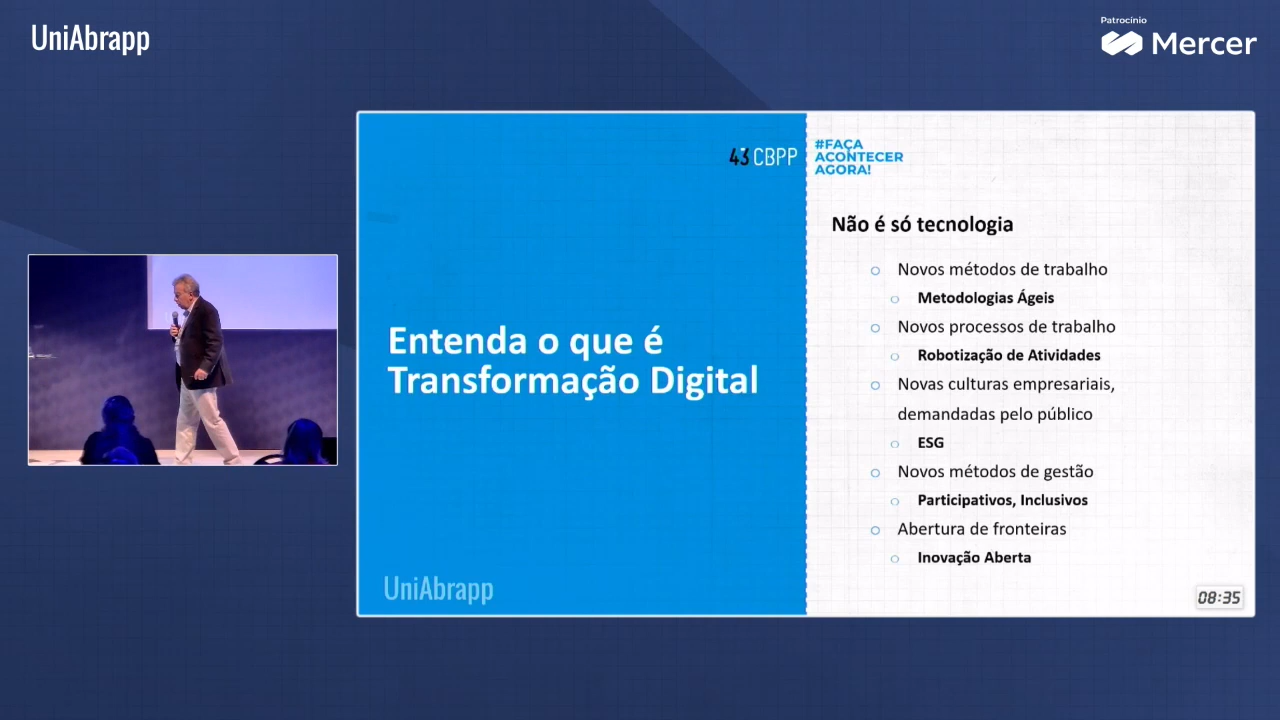 UniAbrapp
Patrocínio
Mercer
43 CBPP
#FAÇA
ACONTECER
AGORA!
Entenda o que é
Transformação Digital
UniAbrapp
Não é só tecnologia
Novos métodos de trabalho
Metodologias Ágeis
Novos processos de trabalho
Robotização de Atividades
Novas culturas empresariais,
demandadas pelo público
ESG
Novos métodos de gestão
Participativos, Inclusivos
Abertura de fronteiras
Inovação Aberta
08:35